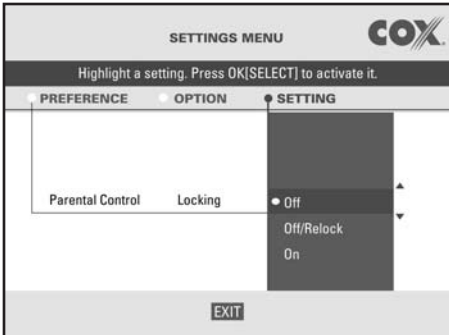 SETTINGS MENU
COX
Highlight a setting. Press OK[SELECT] to activate it.
PREFERENCE OPTION SETTING
Parental Control Locking Off
Off/Relock
On
EXIT